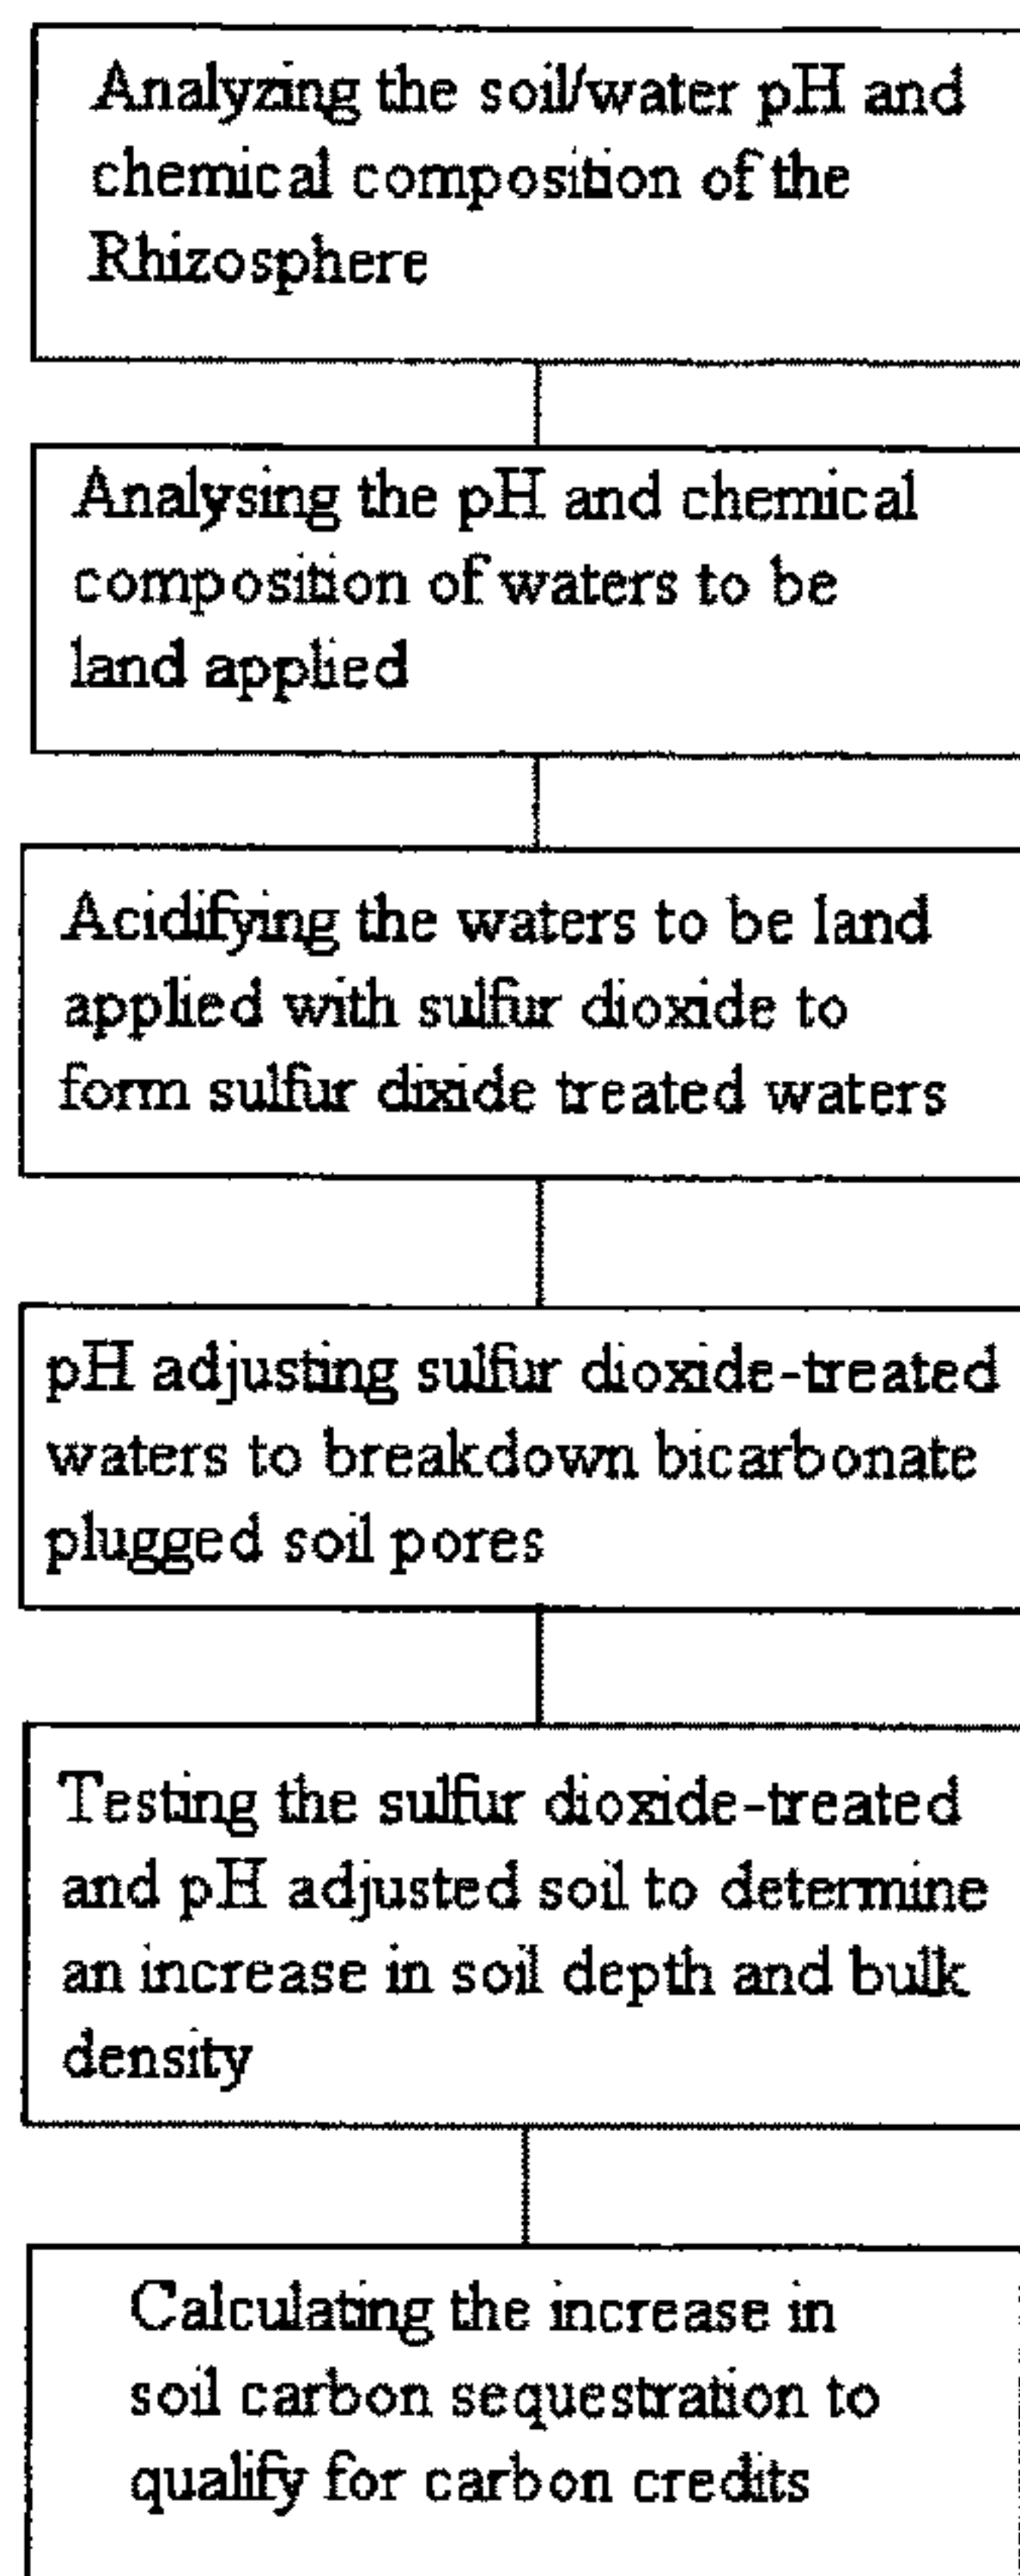 Analyzing the soil/water pH and
chemical composition of the
Rhizosphere
Analysing the pH and chemical
composition of waters to be
land applied
Acidifying the waters to be land
applied with sulfur dioxide to
form sulfur dixide treated waters
pH adjusting sulfur dioxide-treated
waters to breakdown bicarbonate
plugged soil pores
Testing the sulfur dioxide-treated
and pH adjusted soil to determine
an increase in soil depth and bulk
density
Calculating the increase in
soil carbon sequestration to
qualify for carbon credits